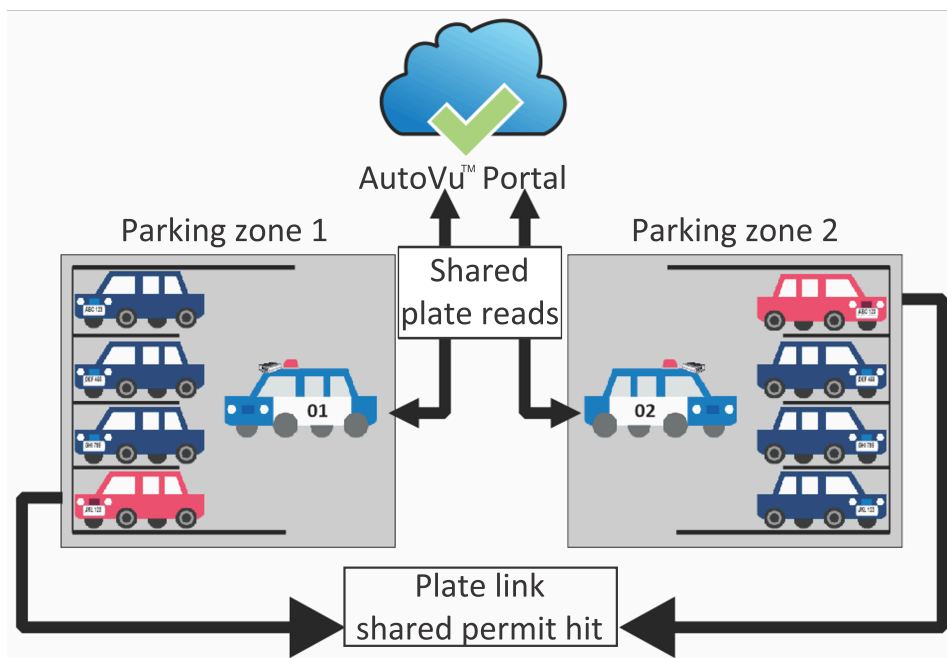 AutoVu™ Portal
Parking zone 1
Parking zone 2
Shared
plate reads
ABC 123
DEF 456
GHI 789
JKL 123
01
02
ABC 123
DEF 456
GHI 789
JKL 123
Plate link
shared permit hit